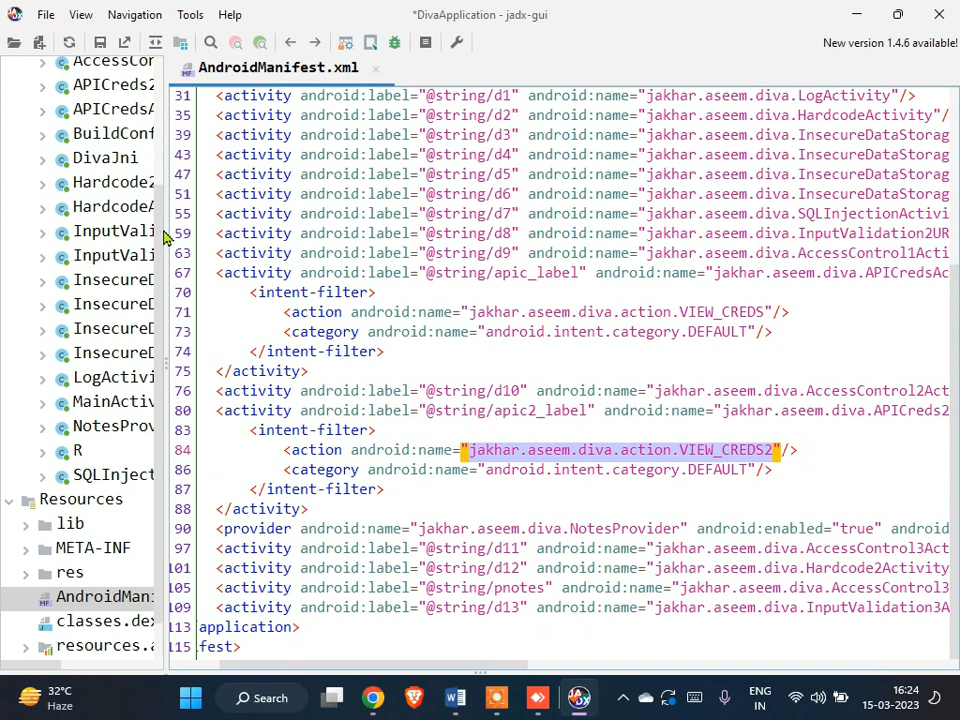 File View Navigation Tools Help *DivaApplication - jadx-gui
New version 1.4.6 available!
AndroidManifest.xml
AccessCor
APICreds2
APICredsA
BuildConf
DivaJni
Hardcode2
HardcodeA
InputVali
InputVali
InsecureD
InsecureD
InsecureD
InsecureD
LogActivi
MainActiv
NotesProv
R
SQLInject
Resources
lib
META-INF
res
AndroidMani
classes.dex
resources.a
31 <activity android:label="@string/d1" android:name="jakhar.aseem.diva.LogActivity"/>
35 <activity android:label="@string/d2" android:name="jakhar.aseem.diva.HardcodeActivity"/
39 <activity android:label="@string/d3" android:name="jakhar.aseem.diva.InsecureDataStorag
43 <activity android:label="@string/d4" android:name="jakhar.aseem.diva.InsecureDataStorag
47 <activity android:label="@string/d5" android:name="jakhar.aseem.diva.InsecureDataStorag
51 <activity android:label="@string/d6" android:name="jakhar.aseem.diva.InsecureDataStorag
55 <activity android:label="@string/d7" android:name="jakhar.aseem.diva.SQLInjectionActivi
59 <activity android:label="@string/d8" android:name="jakhar.aseem.diva.InputValidation2UR
63 <activity android:label="@string/d9" android:name="jakhar.aseem.diva.AccessControl1Acti
67 <activity android:label="@string/apic_label" android:name="jakhar.aseem.diva.APICredsAc
70 <intent-filter>
71 <action android:name="jakhar.aseem.diva.action.VIEW_CREDS"/>
73 <category android:name="android.intent.category.DEFAULT"/>
74 </intent-filter>
75 </activity>
76 <activity android:label="@string/d10" android:name="jakhar.aseem.diva.AccessControl2Act
80 <activity android:label="@string/apic2_label" android:name="jakhar.aseem.diva.APICreds2
83 <intent-filter>
84 <action android:name="jakhar.aseem.diva.action.VIEW_CREDS2"/>
86 <category android:name="android.intent.category.DEFAULT"/>
87 </intent-filter>
88 </activity>
90 <provider android:name="jakhar.aseem.diva.NotesProvider" android:enabled="true" android
97 <activity android:label="@string/d11" android:name="jakhar.aseem.diva.AccessControl3Act
101 <activity android:label="@string/d12" android:name="jakhar.aseem.diva.Hardcode2Activity
105 <activity android:label="@string/pnotes" android:name="jakhar.aseem.diva.AccessControl3
109 <activity android:label="@string/d13" android:name="jakhar.aseem.diva.InputValidation3A
113 application>
115 fest>
32°C
Haze
Search
ENG
IN
16:24
15-03-2023